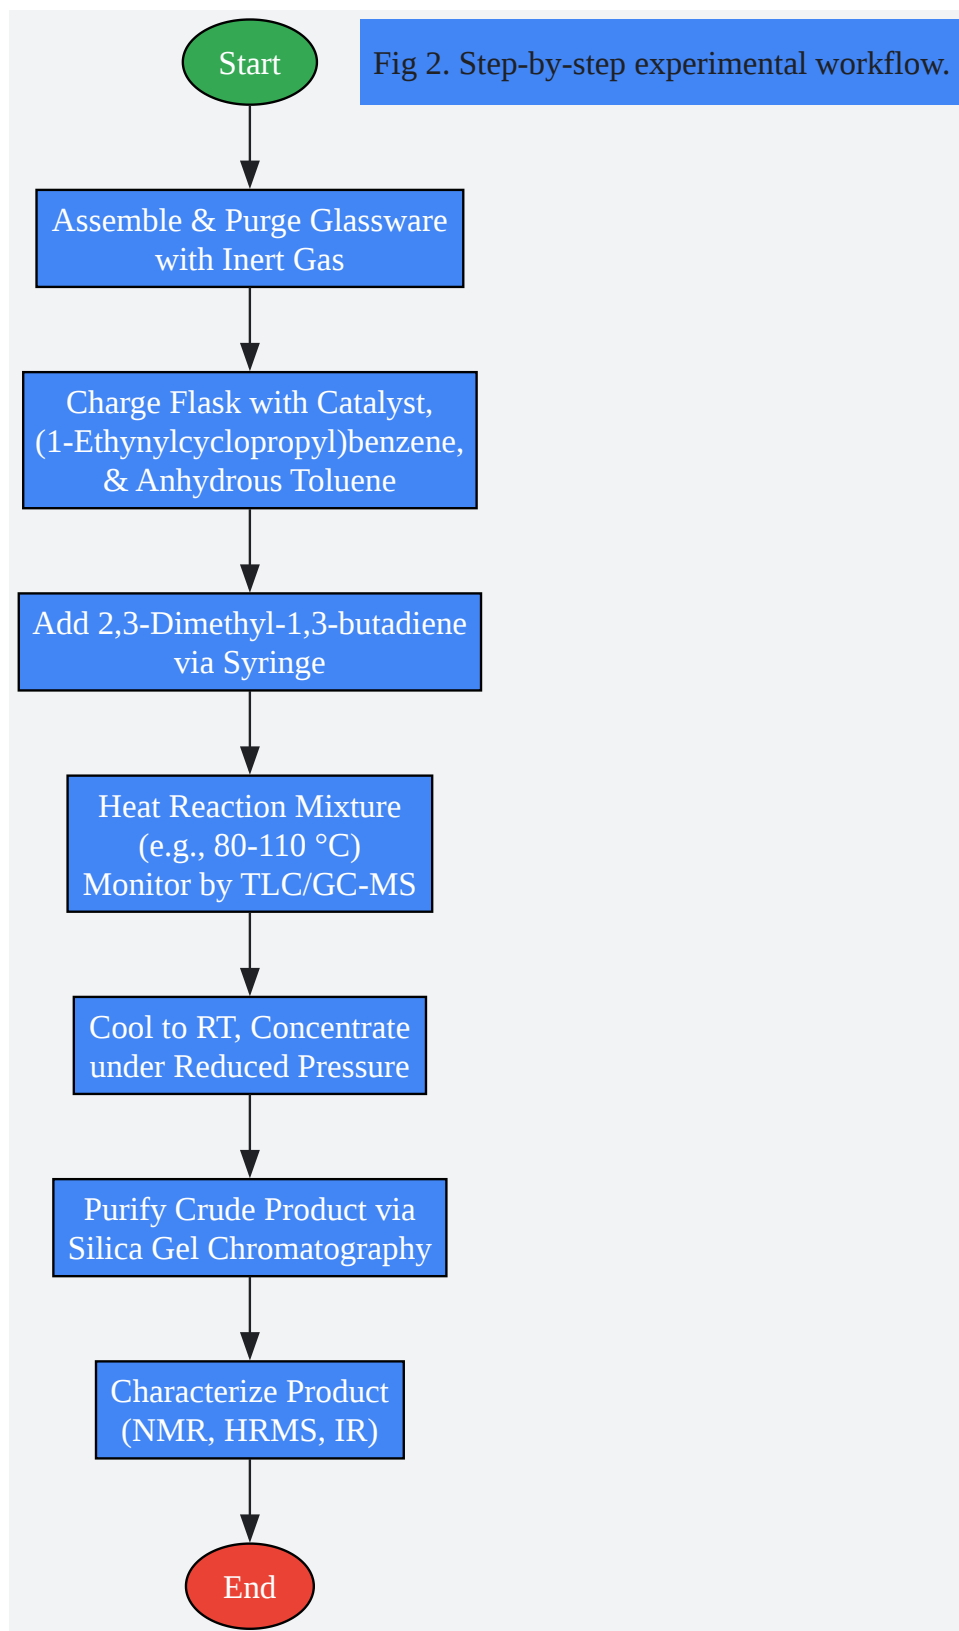 Start
Fig 2. Step-by-step experimental workflow.
Assemble & Purge Glassware
with Inert Gas
Charge Flask with Catalyst,
(1-Ethynylcyclopropyl)benzene,
& Anhydrous Toluene
Add 2,3-Dimethyl-1,3-butadiene
via Syringe
Heat Reaction Mixture
(e.g., 80-110 °C)
Monitor by TLC/GC-MS
Cool to RT, Concentrate
under Reduced Pressure
Purify Crude Product via
Silica Gel Chromatography
Characterize Product
(NMR, HRMS, IR)
End